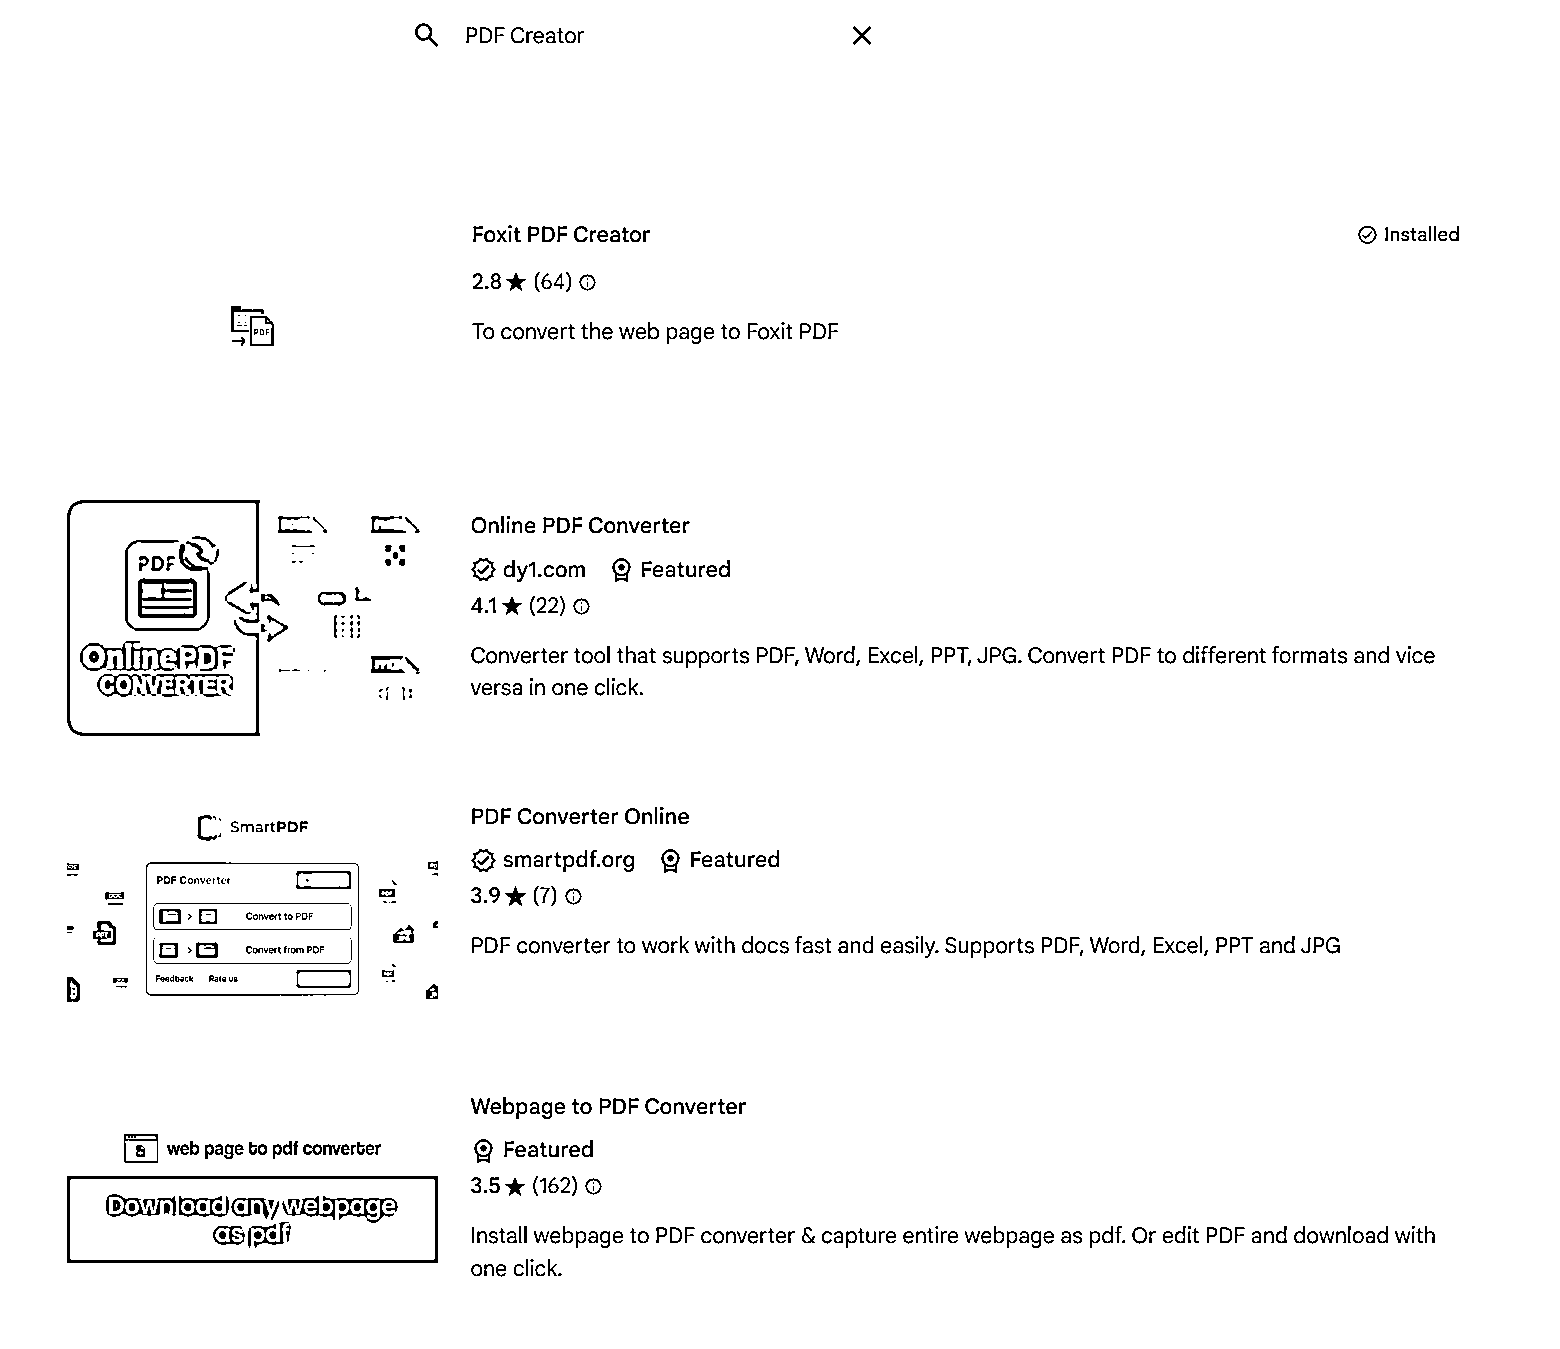 PDF Creator
Foxit PDF Creator
Installed
2.8 ★ (64)
To convert the web page to Foxit PDF
PDF
PDF
OnlinePDF
CONVERTER
Online PDF Converter
dy1.com Featured
4.1 ★ (22)
Converter tool that supports PDF, Word, Excel, PPT, JPG. Convert PDF to different formats and vice
versa in one click.
SmartPDF
PDF Converter
Convert to PDF
Convert from PDF
Feedback Rate us
PDF Converter Online
smartpdf.org Featured
3.9 ★ (7)
PDF converter to work with docs fast and easily. Supports PDF, Word, Excel, PPT and JPG
web page to pdf converter
Download any webpage
as pdf
Webpage to PDF Converter
Featured
3.5 ★ (162)
Install webpage to PDF converter & capture entire webpage as pdf. Or edit PDF and download with
one click.